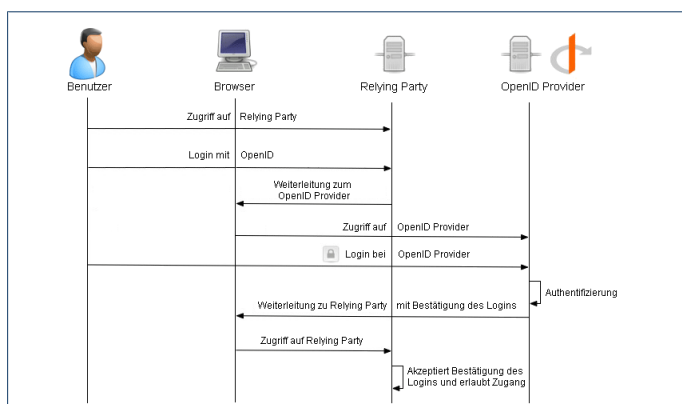 Benutzer
Browser
Relying Party
OpenID Provider
Zugriff auf Relying Party
Login mit OpenID
Weiterleitung zum
OpenID Provider
Zugriff auf OpenID Provider
Login bei OpenID Provider
Authentifizierung
Weiterleitung zu Relying Party mit Bestätigung des Logins
Zugriff auf Relying Party
Akzeptiert Bestätigung des
Logins und erlaubt Zugang